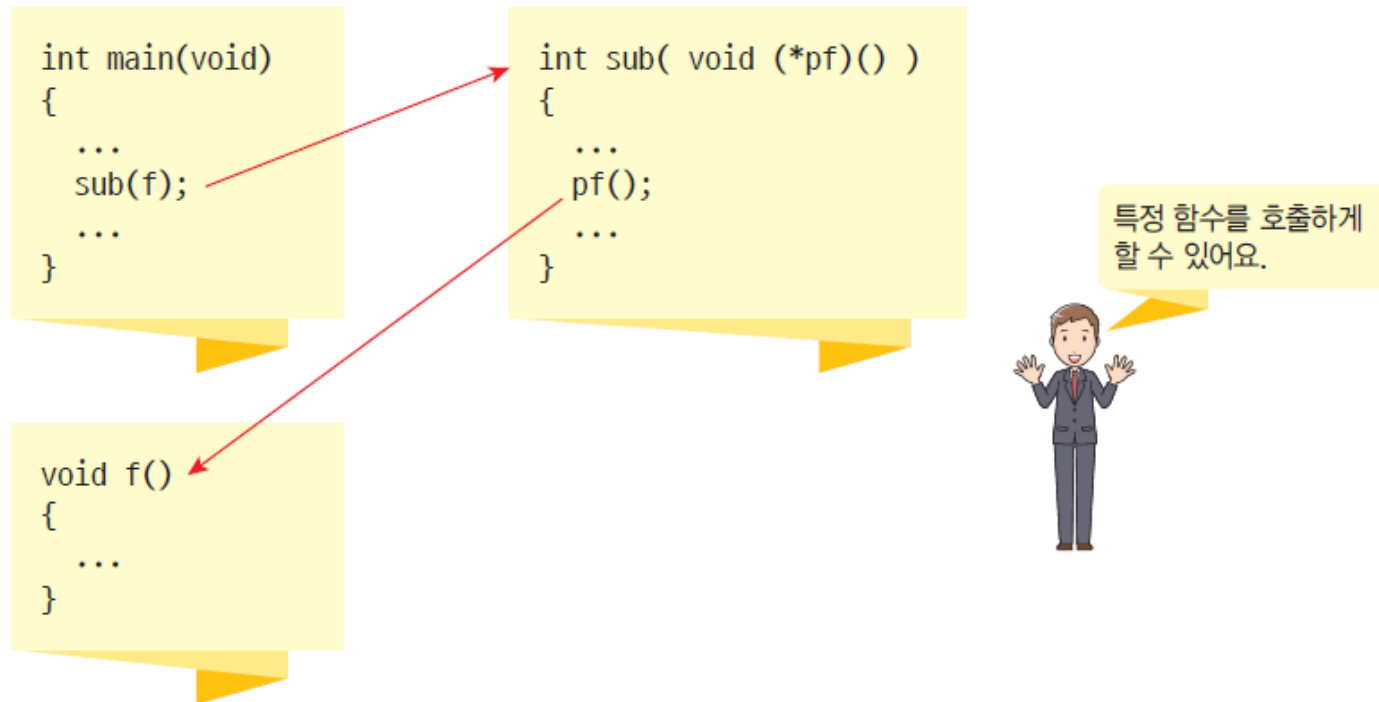 int main(void)
{
...
sub(f);
...
}
int sub( void (*pf)() )
{
...
pf();
...
}
특정 함수를 호출하게
할 수 있어요.
void f()
{
...
}